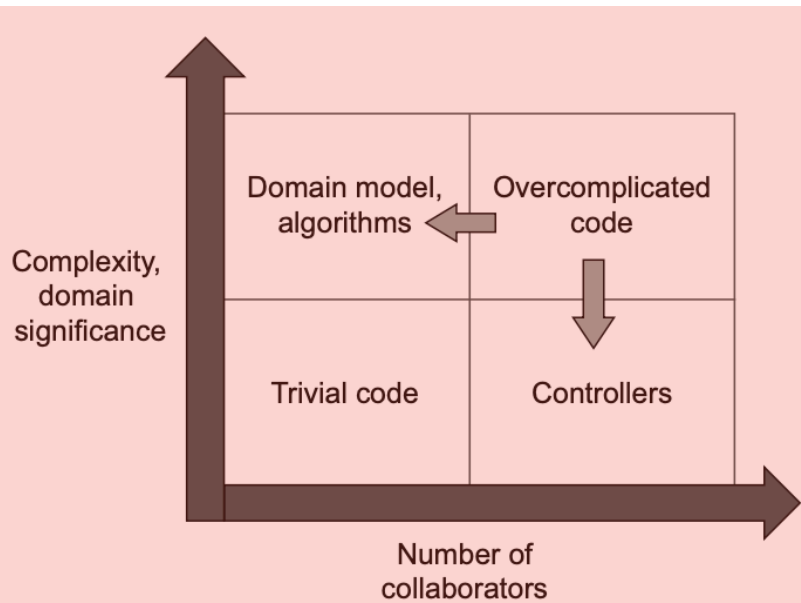 Domain model,
algorithms
Overcomplicated
code
Complexity,
domain
significance
Trivial code
Controllers
Number of
collaborators